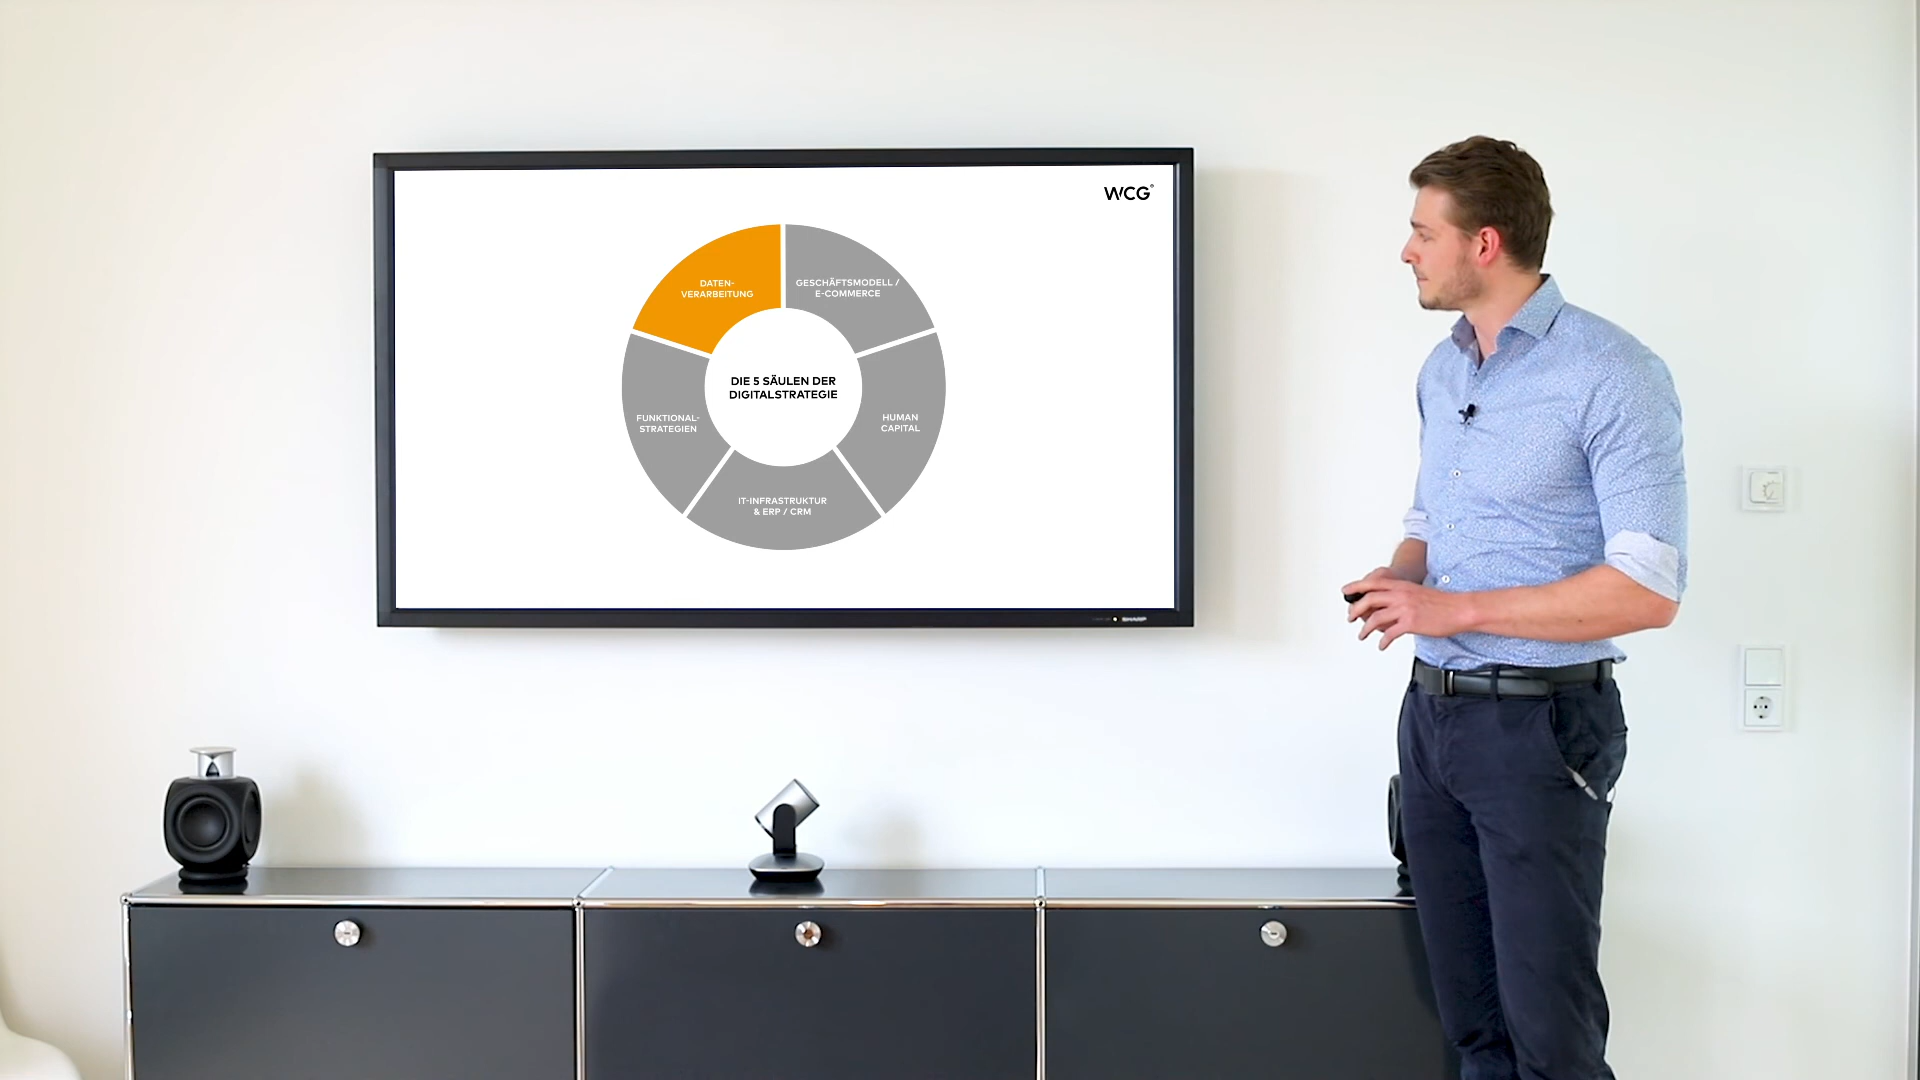 WCG®
DATEN-
VERARBEITUNG
GESCHÄFTSMODELL /
E-COMMERCE
DIE 5 SÄULEN DER
DIGITALSTRATEGIE
FUNKTIONAL-
STRATEGIEN
HUMAN
CAPITAL
IT-INFRASTRUKTUR
& ERP / CRM
SHARP